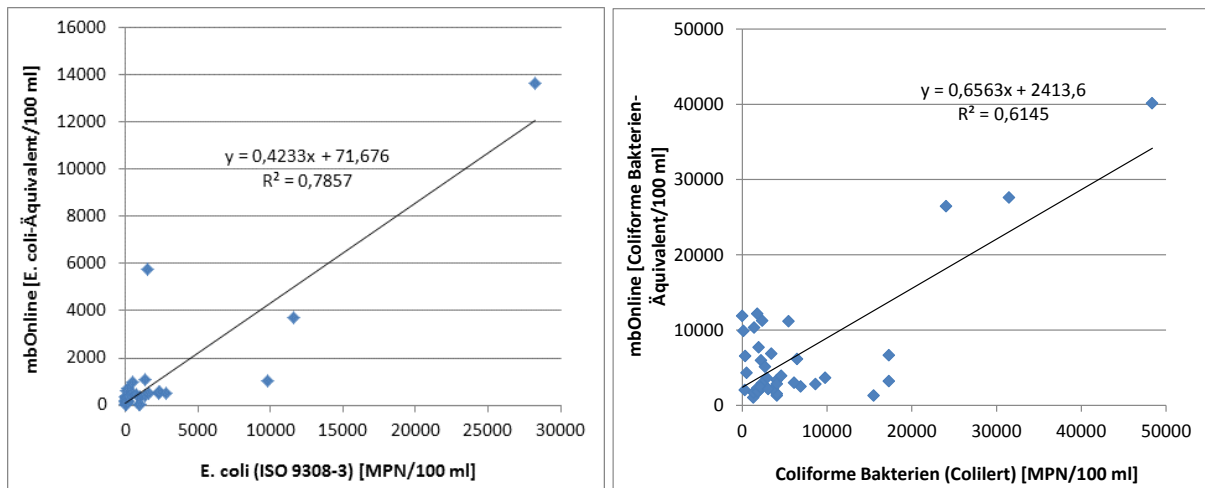 mbOnline [E. coli-Äquivalent/100 ml]
16000
14000
12000
10000
8000
6000
4000
2000
0
y = 0,4233x + 71,676
R² = 0,7857
0 5000 10000 15000 20000 25000 30000
E. coli (ISO 9308-3) [MPN/100 ml]
mbOnline [Coliforme Bakterien-
Äquivalent/100 ml]
50000
40000
30000
20000
10000
0
y = 0,6563x + 2413,6
R² = 0,6145
0 10000 20000 30000 40000 50000
Coliforme Bakterien (Colilert) [MPN/100 ml]